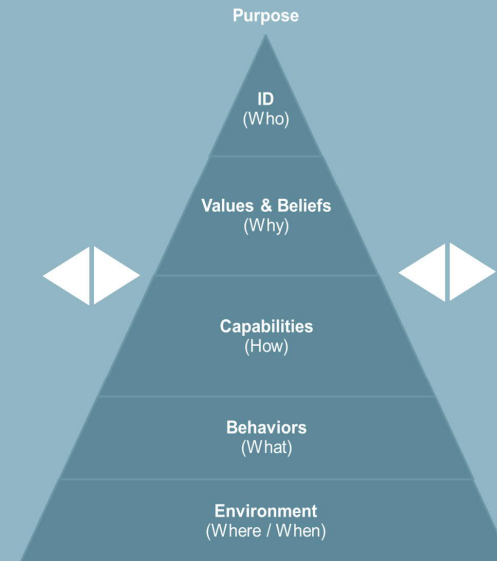 Purpose
ID
(Who)
Values & Beliefs
(Why)
Capabilities
(How)
Behaviors
(What)
Environment
(Where / When)